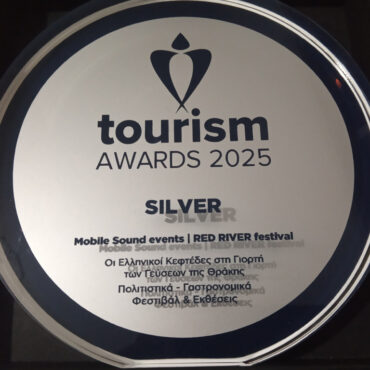 tourism
AWARDS 2025
SILVER
Mobile Sound events | RED RIVER festival
Οι Ελληνικοί Κεφτέδες στη Γιορτή
των Γεύσεων της Θράκης
Πολιτιστικά - Γαστρονομικά
Φεστιβάλ & Εκθέσεις